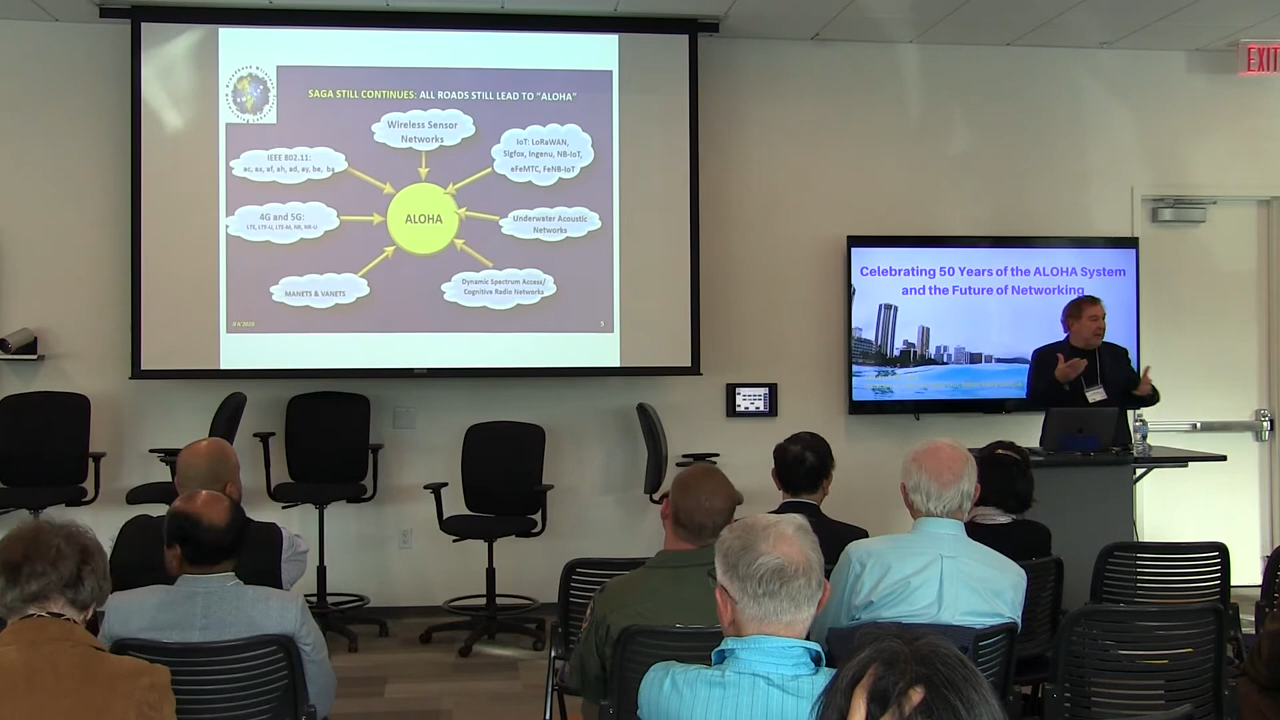 SAGA STILL CONTINUES: ALL ROADS STILL LEAD TO "ALOHA"
Wireless Sensor
Networks
IoT: LoRaWAN,
Sigfox, Ingenu, NB-IoT,
eFeMTC, FeNB-IoT
IEEE 802.11:
ac, ax, af, ah, ad, ay, be, ba
4G and 5G:
LTE, LTE-U, LTE-M, NR, NR-U
ALOHA
Underwater Acoustic
Networks
MANETS & VANETS
Dynamic Spectrum Access/
Cognitive Radio Networks
5
Celebrating 50 Years of the ALOHA System
and the Future of Networking
EXIT